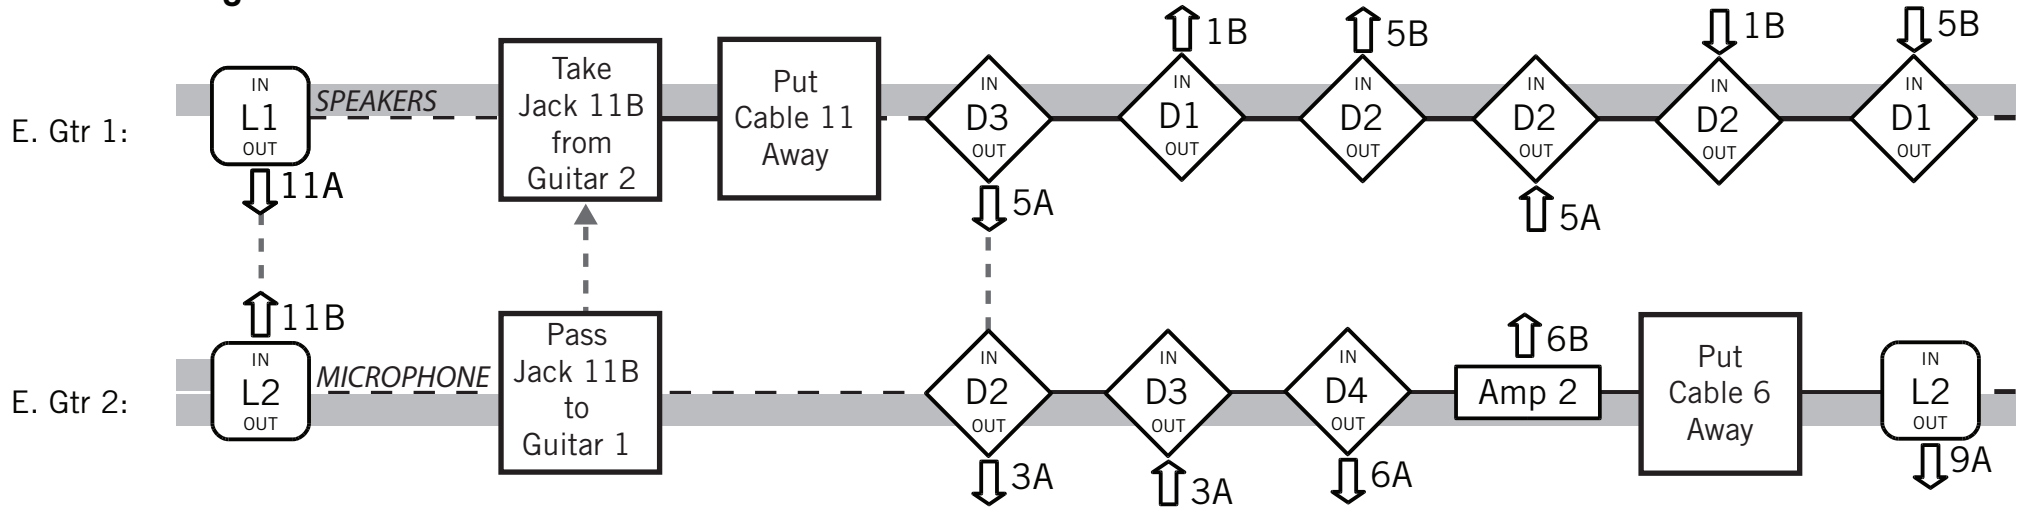 1B
5B
1B
5B
E. Gtr 1:
IN
L1
OUT
SPEAKERS
Take
Jack 11B
from
Guitar 2
Put
Cable 11
Away
IN
D3
OUT
IN
D1
OUT
IN
D2
OUT
IN
D2
OUT
IN
D2
OUT
IN
D1
OUT
11A
5A
5A
11B
6B
E. Gtr 2:
IN
L2
OUT
MICROPHONE
Pass
Jack 11B
to
Guitar 1
IN
D2
OUT
IN
D3
OUT
IN
D4
OUT
Amp 2
Put
Cable 6
Away
IN
L2
OUT
3A
3A
6A
9A